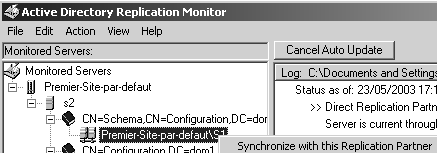 Active Directory Replication Monitor
File Edit Action View Help
Monitored Servers:
Cancel Auto Update
Log: C:\Documents and Settings
Monitored Servers
Status as of: 23/05/2003 17:1
Premier-Site-par-defaut
>> Direct Replication Partn
s2
Server is current through
CN=Schema,CN=Configuration,DC=dom
Premier-Site-par-defaut\S1
Synchronize with this Replication Partner
CN=Configuration,DC=dom1